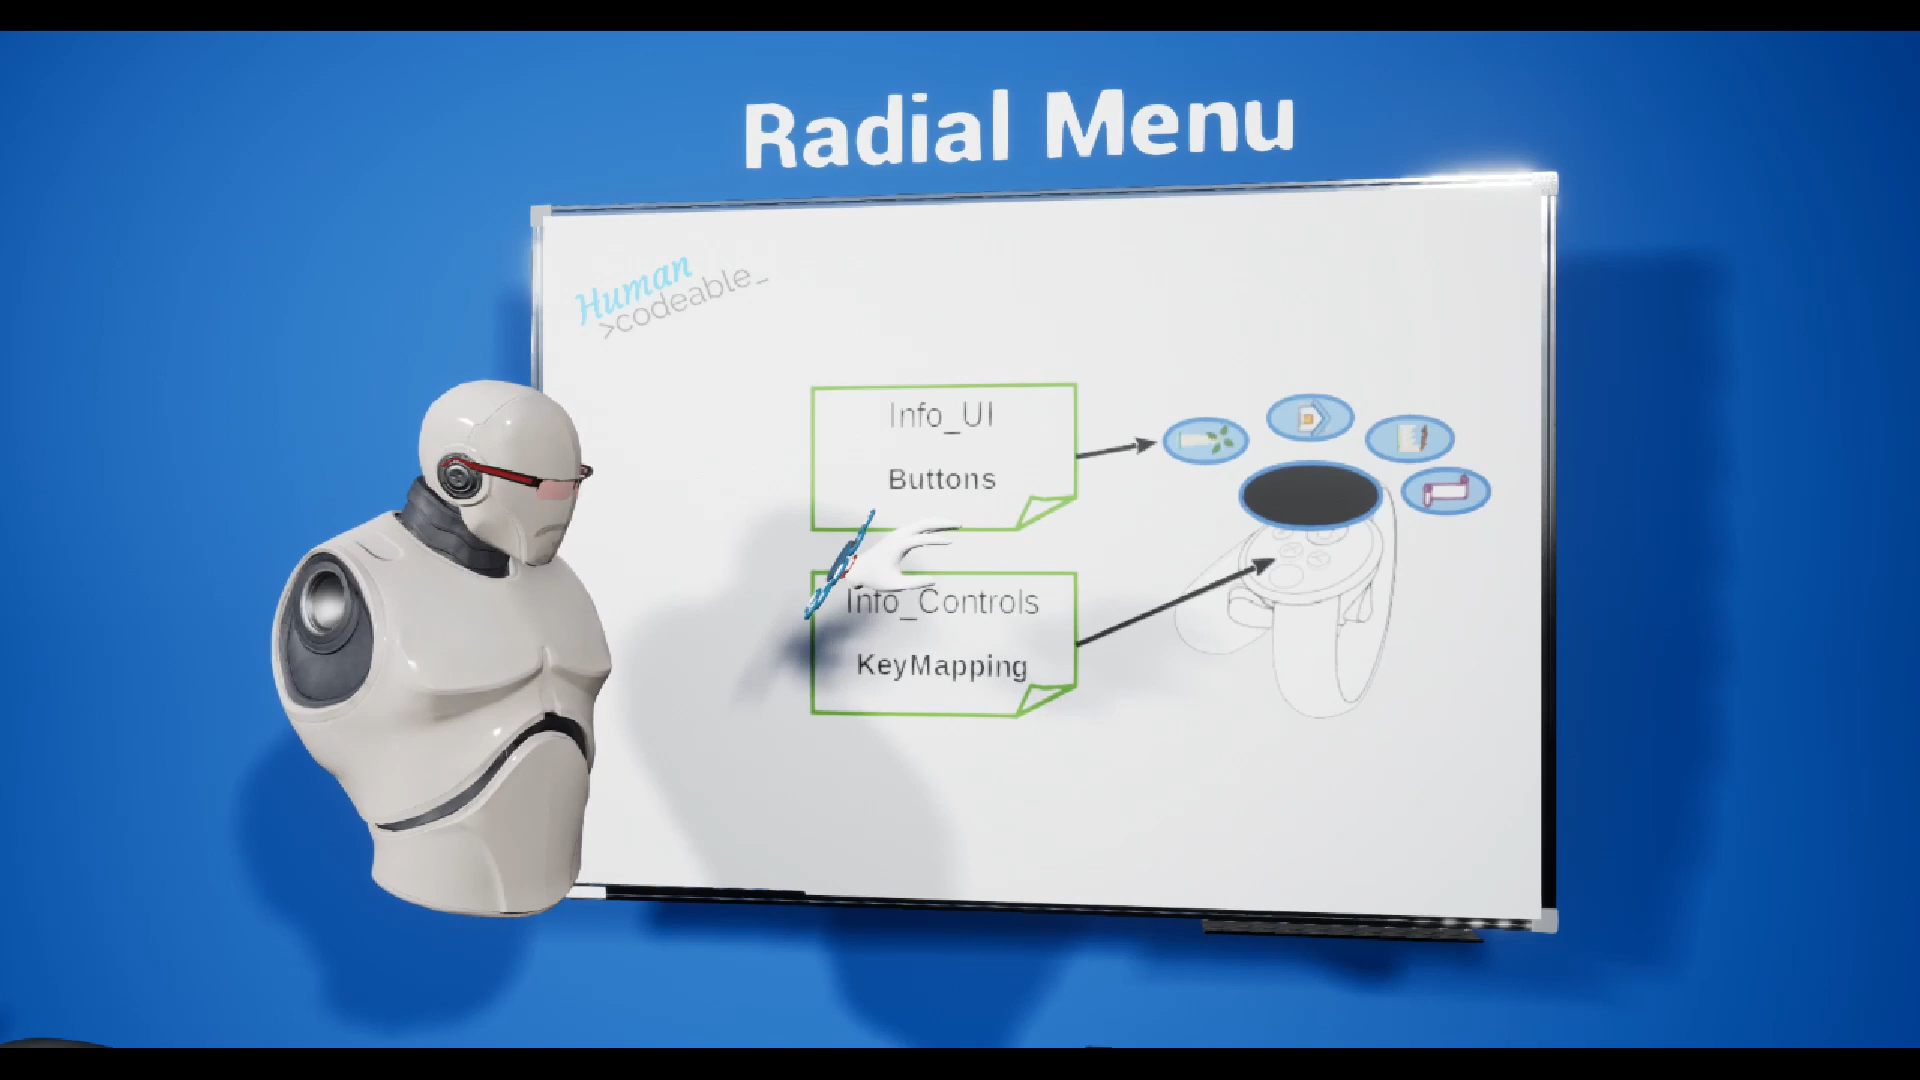 Radial Menu
Human
>codeable_
Info_UI
Buttons
Info_Controls
KeyMapping